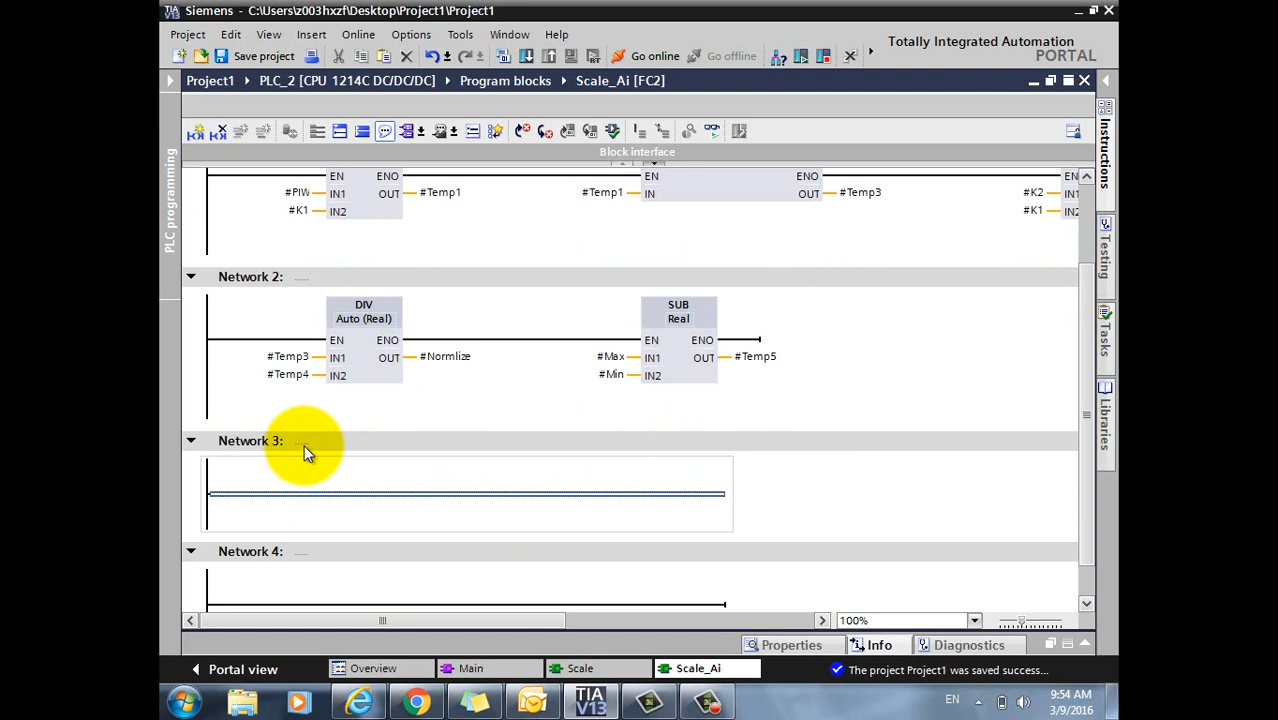 TIA V13 Siemens - C:\Users\z003hxzf\Desktop\Project1\Project1
Project Edit View Insert Online Options Tools Window Help
Totally Integrated Automation
PORTAL
Save project Go online Go offline
Project1 PLC_2 [CPU 1214C DC/DC/DC] Program blocks Scale_Ai [FC2]
Block interface
EN ENO EN ENO EN
#PIW IN1 OUT #Temp1 #Temp1 IN OUT #Temp3 #K2 IN1
#K1 IN2 #K1 IN2
Network 2: .....
DIV SUB
Auto (Real) Real
EN ENO EN ENO
#Temp3 IN1 OUT #Normlize #Max IN1 OUT #Temp5
#Temp4 IN2 #Min IN2
Network 3: .....
Network 4: .....
100%
Properties Info Diagnostics
Portal view Overview Main Scale Scale_Ai The project Project1 was saved success...
TIA V13 EN 9:54 AM
3/9/2016
PLC programming
Instructions
Testing
Tasks
Libraries